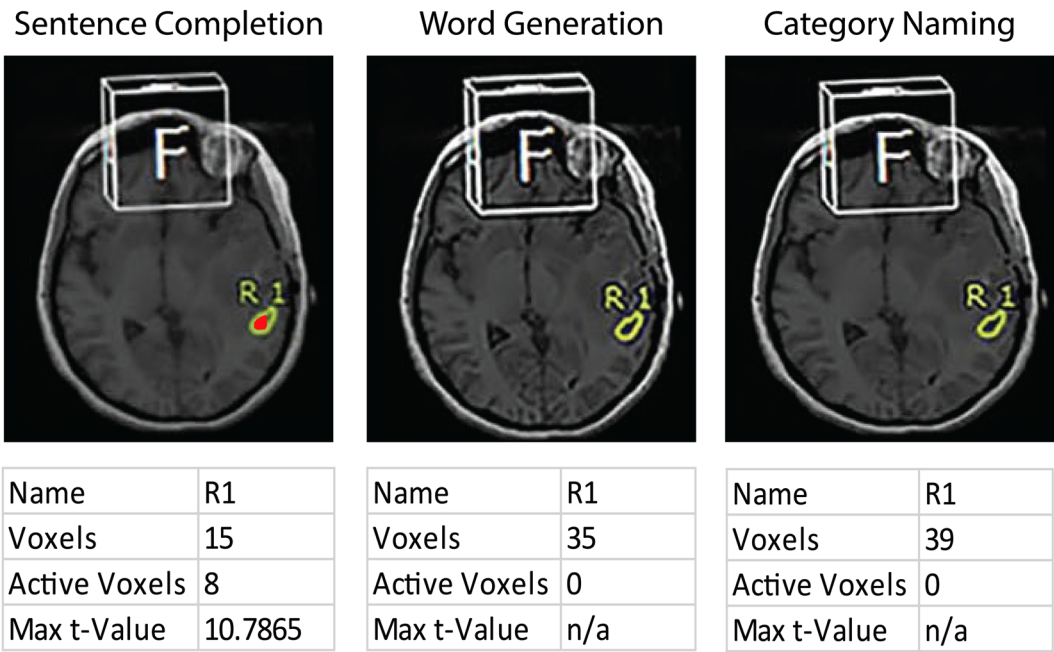 Sentence Completion
Word Generation
Category Naming
F
R 1
F
R 1
F
R 1
Name R1
Voxels 15
Active Voxels 8
Max t-Value 10.7865
Name R1
Voxels 35
Active Voxels 0
Max t-Value n/a
Name R1
Voxels 39
Active Voxels 0
Max t-Value n/a